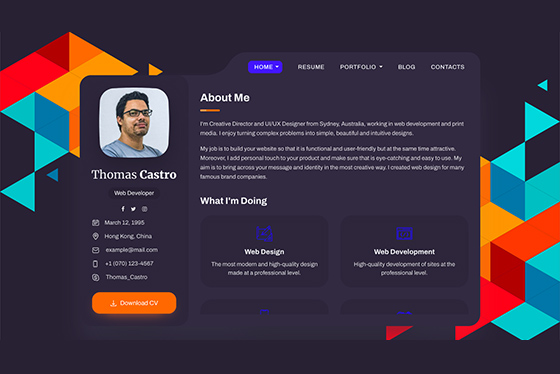 HOME
RESUME
PORTFOLIO
BLOG
CONTACTS
Thomas Castro
Web Developer
March 12, 1995
Hong Kong, China
example@mail.com
+1 (070) 123-4567
Thomas_Castro
Download CV
About Me
I'm Creative Director and UI/UX Designer from Sydney, Australia, working in web development and print
media. I enjoy turning complex problems into simple, beautiful and intuitive designs.
My job is to build your website so that it is functional and user-friendly but at the same time attractive.
Moreover, I add personal touch to your product and make sure that is eye-catching and easy to use. My
aim is to bring across your message and identity in the most creative way. I created web design for many
famous brand companies.
What I'm Doing
Web Design
The most modern and high-quality design
made at a professional level.
Web Development
High-quality development of sites at the
professional level.